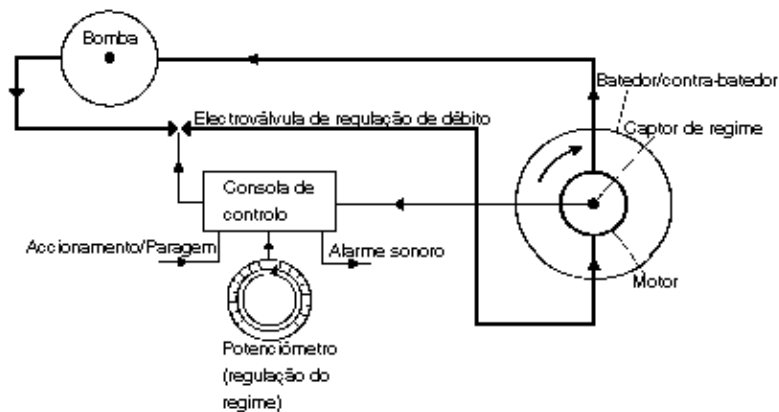 Bomba
Batedor/contra-batedor
Electroválvula de regulação de débito
Captor de regime
Consola de
controlo
Accionamento/Paragem
Alarme sonoro
Motor
Potenciómetro
(regulação do
regime)